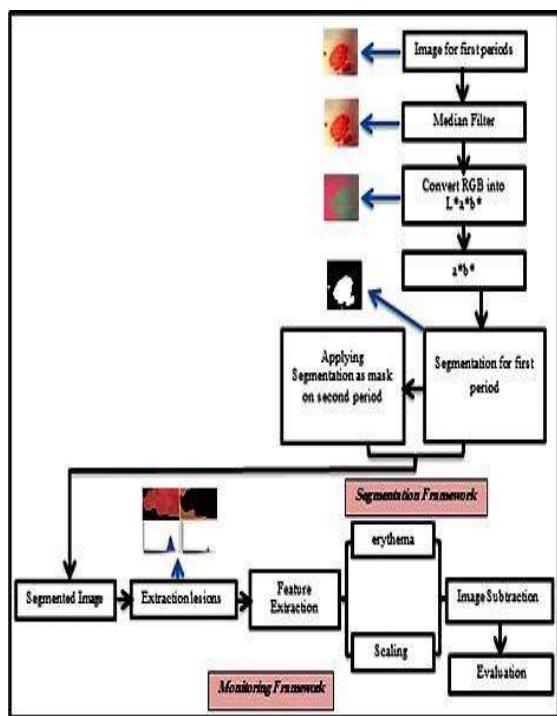 Image for first periods
Median Filter
Convert RGB into
L*a*b*
a*b*
Applying
Segmentation as mask
on second period
Segmentation for first
period
Segmentation Framework
erythema
Segmented Image
Extraction lesions
Feature
Extraction
Image Subtraction
Scaling
Evaluation
Monitoring Framework